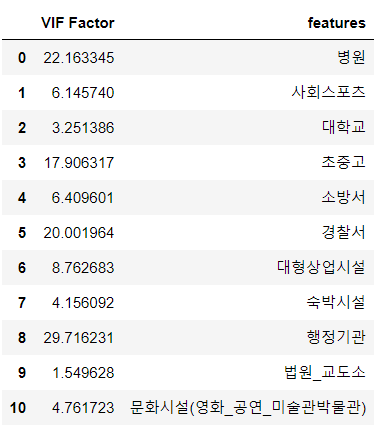 VIF Factor features
0 22.163345 병원
1 6.145740 사회스포츠
2 3.251386 대학교
3 17.906317 초중고
4 6.409601 소방서
5 20.001964 경찰서
6 8.762683 대형상업시설
7 4.156092 숙박시설
8 29.716231 행정기관
9 1.549628 법원_교도소
10 4.761723 문화시설(영화_공연_미술관박물관)